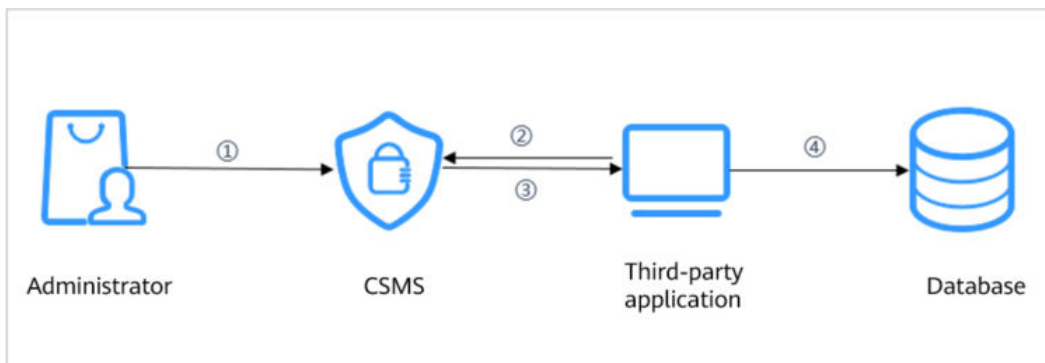 ①
②
③
④
Administrator
CSMS
Third-party
application
Database